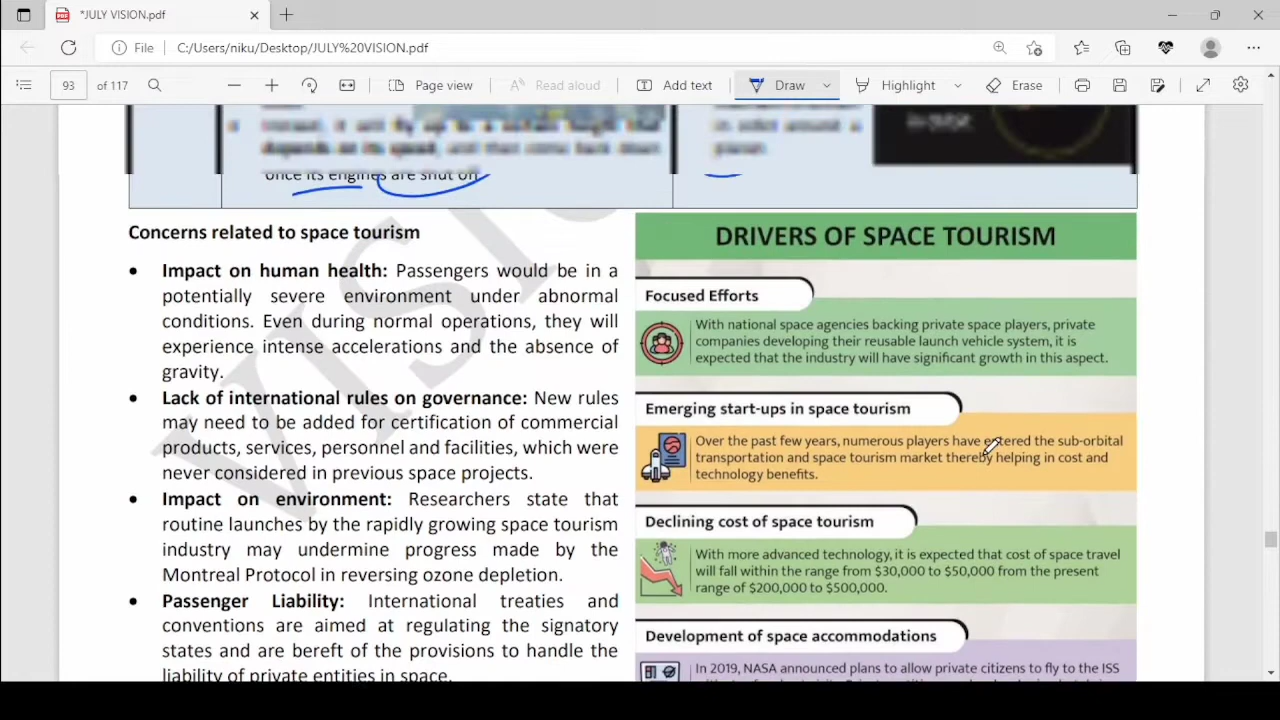 *JULY VISION.pdf
File
C:/Users/niku/Desktop/JULY%20VISION.pdf
93 of 117
Page view
Read aloud
Add text
Draw
Highlight
Erase
depends on its speed, and then come back down
once its engines are shut off
in orbit around a
planet.
Concerns related to space tourism
• Impact on human health: Passengers would be in a
potentially severe environment under abnormal
conditions. Even during normal operations, they will
experience intense accelerations and the absence of
gravity.
• Lack of international rules on governance: New rules
may need to be added for certification of commercial
products, services, personnel and facilities, which were
never considered in previous space projects.
• Impact on environment: Researchers state that
routine launches by the rapidly growing space tourism
industry may undermine progress made by the
Montreal Protocol in reversing ozone depletion.
• Passenger Liability: International treaties and
conventions are aimed at regulating the signatory
states and are bereft of the provisions to handle the
liability of private entities in space.
DRIVERS OF SPACE TOURISM
Focused Efforts
With national space agencies backing private space players, private
companies developing their reusable launch vehicle system, it is
expected that the industry will have significant growth in this aspect.
Emerging start-ups in space tourism
Over the past few years, numerous players have entered the sub-orbital
transportation and space tourism market thereby helping in cost and
technology benefits.
Declining cost of space tourism
With more advanced technology, it is expected that cost of space travel
will fall within the range from $30,000 to $50,000 from the present
range of $200,000 to $500,000.
Development of space accommodations
In 2019, NASA announced plans to allow private citizens to fly to the ISS
VISION